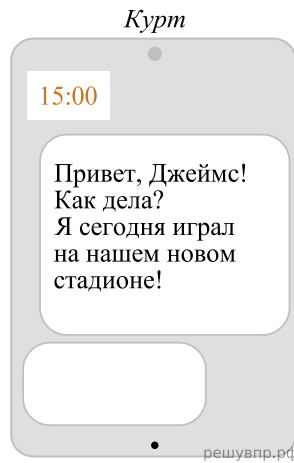 Курт
15:00
Привет, Джеймс!
Как дела?
Я сегодня играл
на нашем новом
стадионе!
решувпр.рф